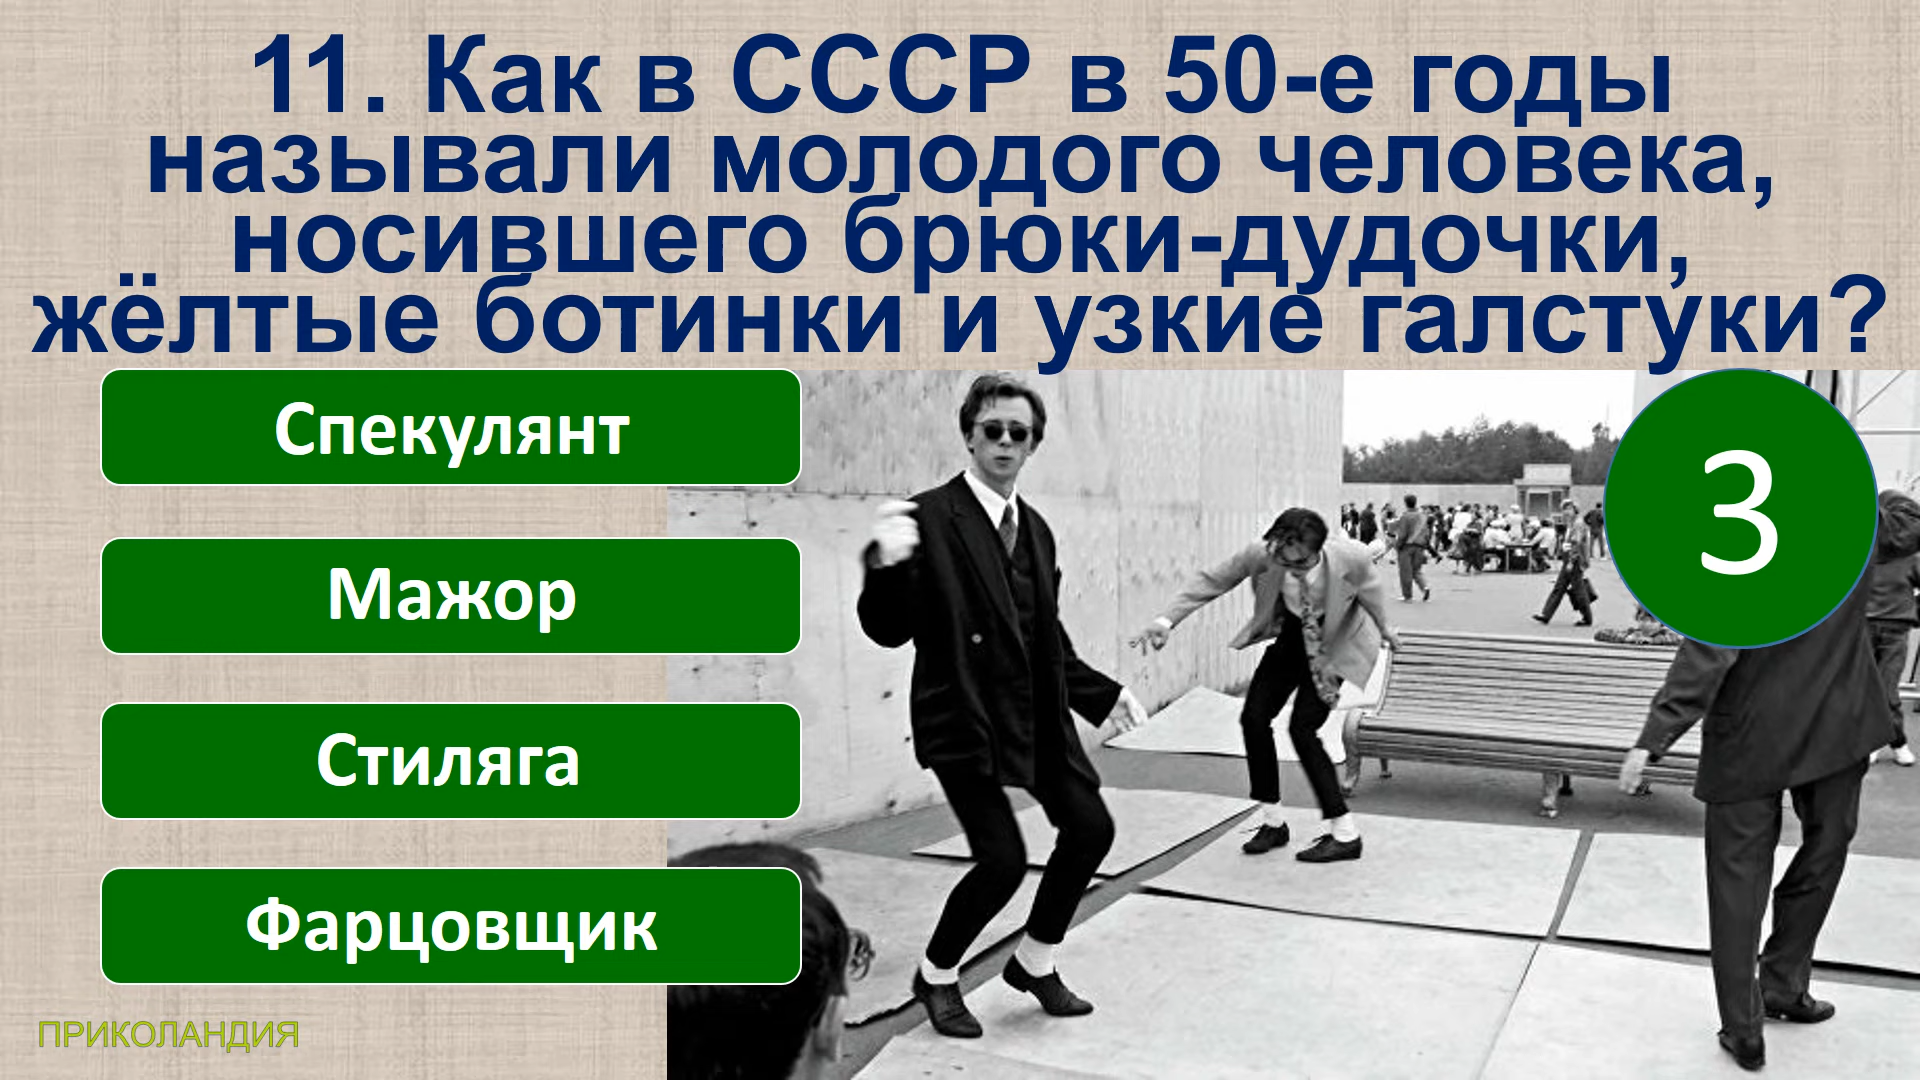 11. Как в СССР в 50-е годы
называли молодого человека,
носившего брюки-дудочки,
жёлтые ботинки и узкие галстуки?
Спекулянт
3
Мажор
Стиляга
Фарцовщик
ПРИКОЛАНДИЯ